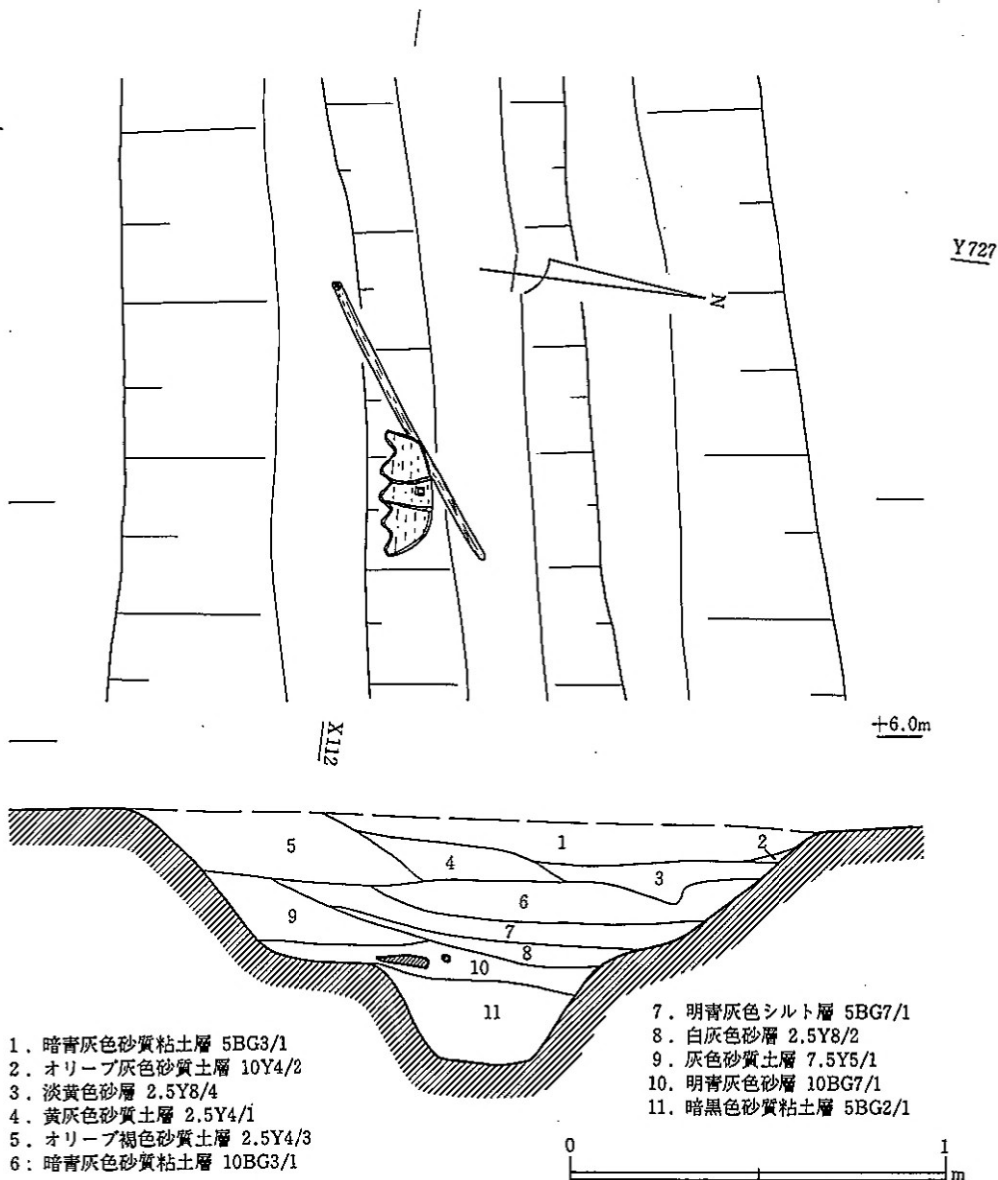 Y727
N
X112
+6.0m
1
2
3
4
5
6
7
8
9
10
11
1. 暗青灰色砂質粘土層 5BG3/1
2. オリーブ灰色砂質土層 10Y4/2
3. 淡黄色砂層 2.5Y8/4
4. 黄灰色砂質土層 2.5Y4/1
5. オリーブ褐色砂質土層 2.5Y4/3
6: 暗青灰色砂質粘土層 10BG3/1
7. 明青灰色シルト層 5BG7/1
8. 白灰色砂層 2.5Y8/2
9. 灰色砂質土層 7.5Y5/1
10. 明青灰色砂層 10BG7/1
11. 暗黒色砂質粘土層 5BG2/1
0 1
m